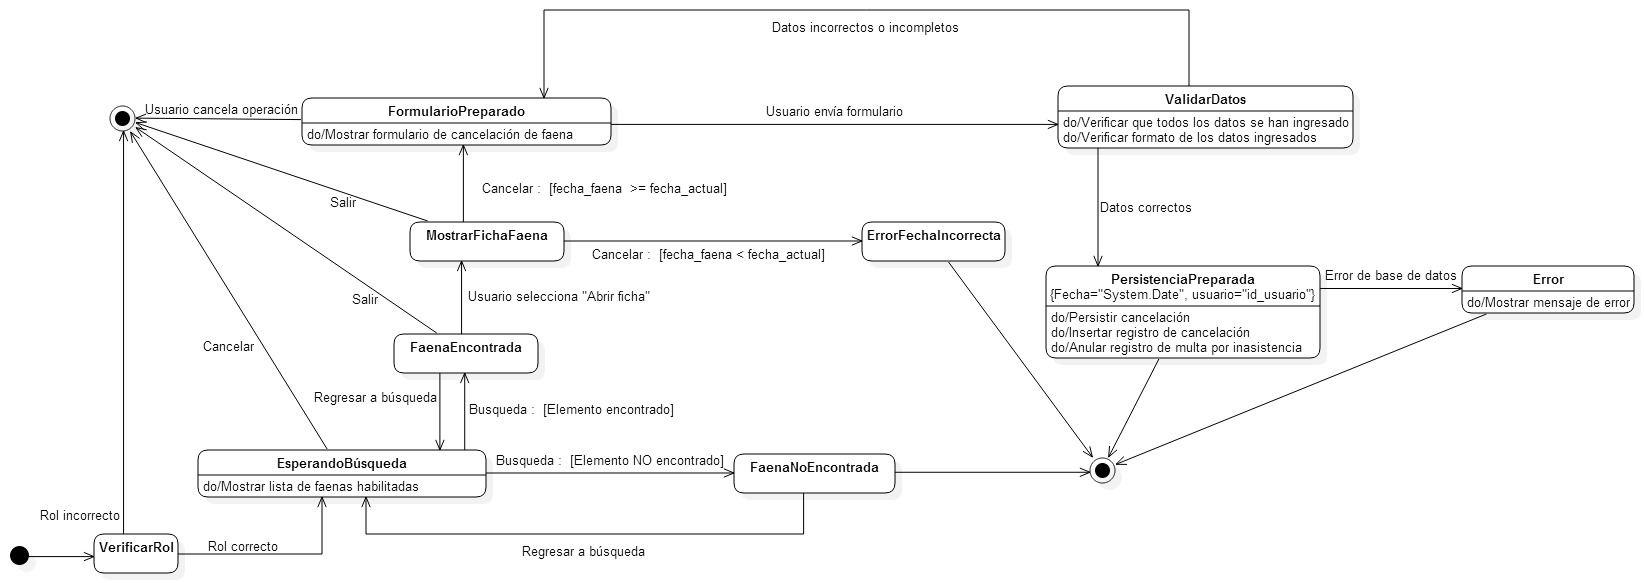 Datos incorrectos o incompletos
Usuario cancela operación
FormularioPreparado
do/Mostrar formulario de cancelación de faena
Usuario envía formulario
ValidarDatos
do/Verificar que todos los datos se han ingresado
do/Verificar formato de los datos ingresados
Cancelar :  [fecha_faena  >= fecha_actual]
Salir
Datos correctos
MostrarFichaFaena
ErrorFechaIncorrecta
Cancelar :  [fecha_faena < fecha_actual]
PersistenciaPreparada
{Fecha="System.Date", usuario="id_usuario"}
do/Persistir cancelación
do/Insertar registro de cancelación
do/Anular registro de multa por inasistencia
Error de base de datos
Error
do/Mostrar mensaje de error
Usuario selecciona "Abrir ficha"
Salir
FaenaEncontrada
Cancelar
Regresar a búsqueda
Busqueda :  [Elemento encontrado]
EsperandoBúsqueda
do/Mostrar lista de faenas habilitadas
Busqueda :  [Elemento NO encontrado]
FaenaNoEncontrada
Rol incorrecto
VerificarRol
Rol correcto
Regresar a búsqueda